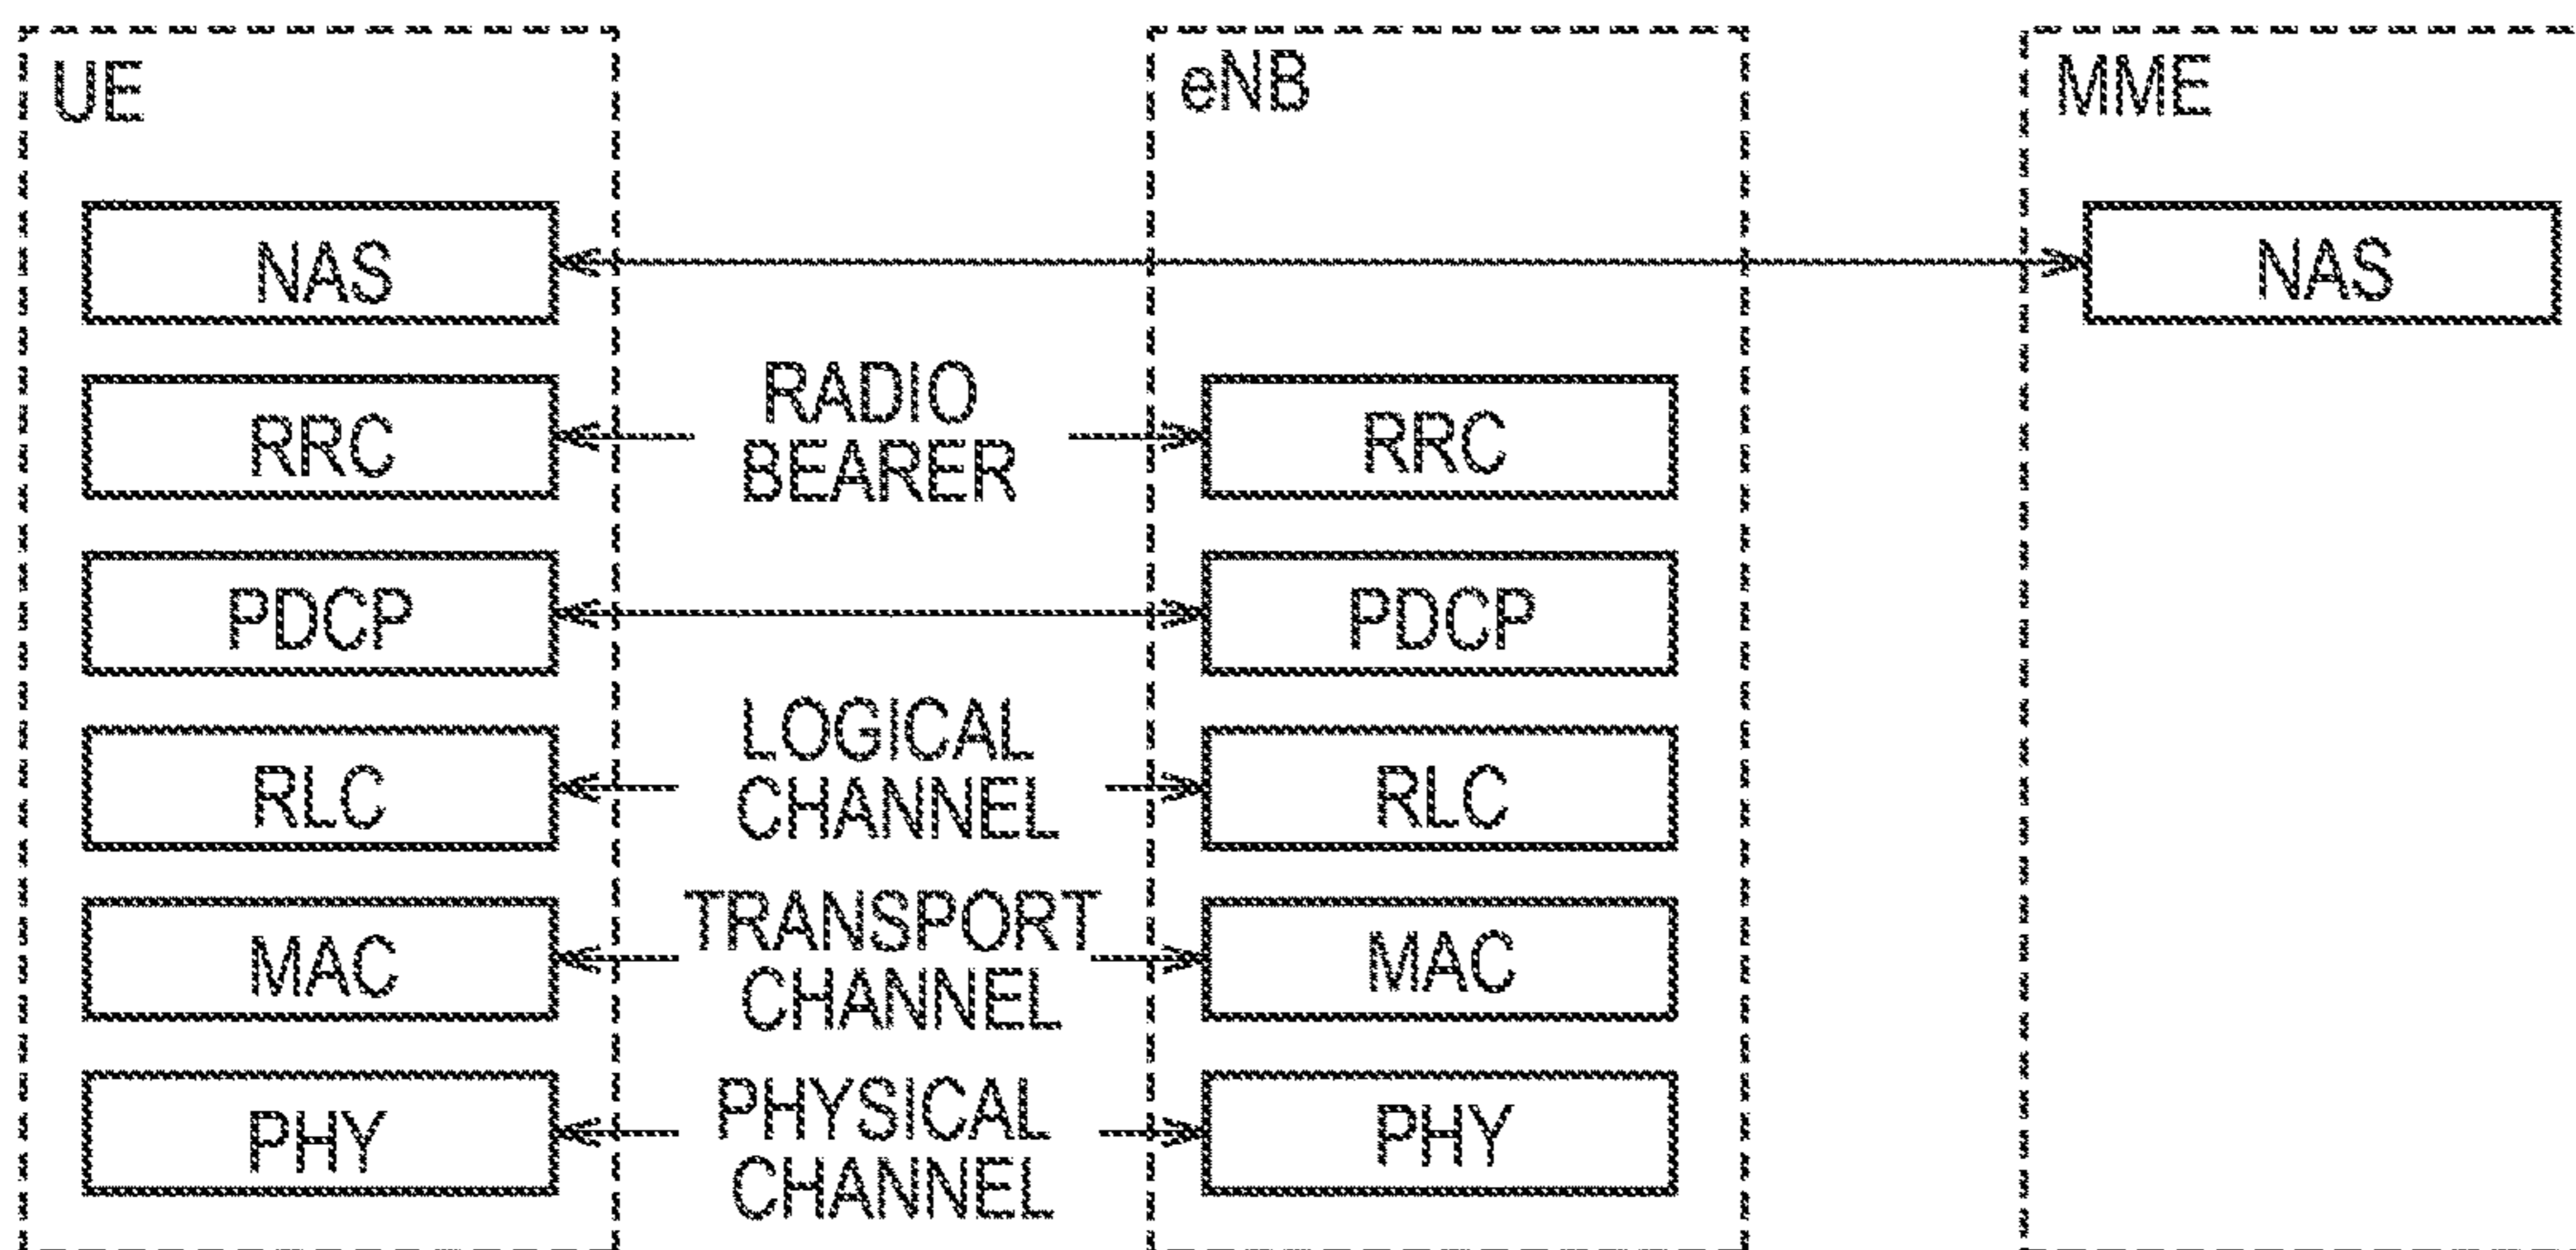 UE
eNB
MME
NAS
NAS
RADIO
BEARER
RRC
RRC
PDCP
PDCP
LOGICAL
CHANNEL
RLC
RLC
TRANSPORT
CHANNEL
MAC
MAC
PHYSICAL
CHANNEL
PHY
PHY